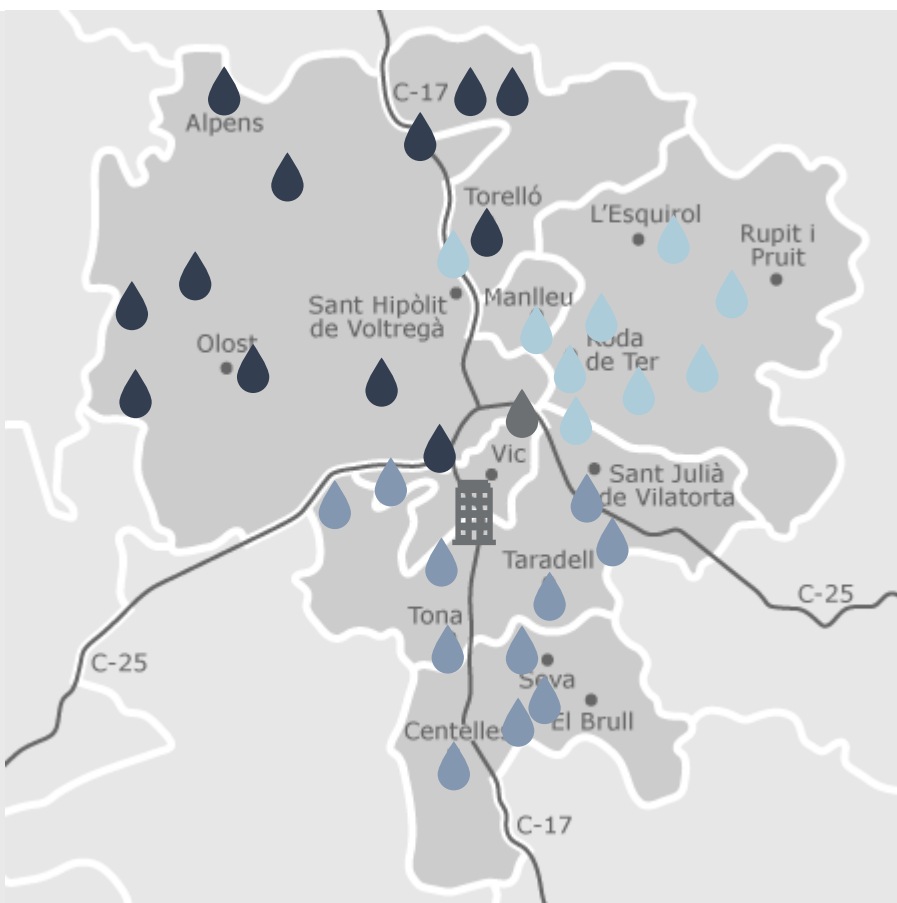 C-17
Alpens
Torelló
L'Esquirol
Rupit i
Pruit
Sant Hipòlit
de Voltregà
Manlleu
Olost
Roda
de Ter
Vic
Sant Julià
de Vilatorta
Taradell
C-25
Tona
C-25
Seva
El Brull
Centelles
C-17